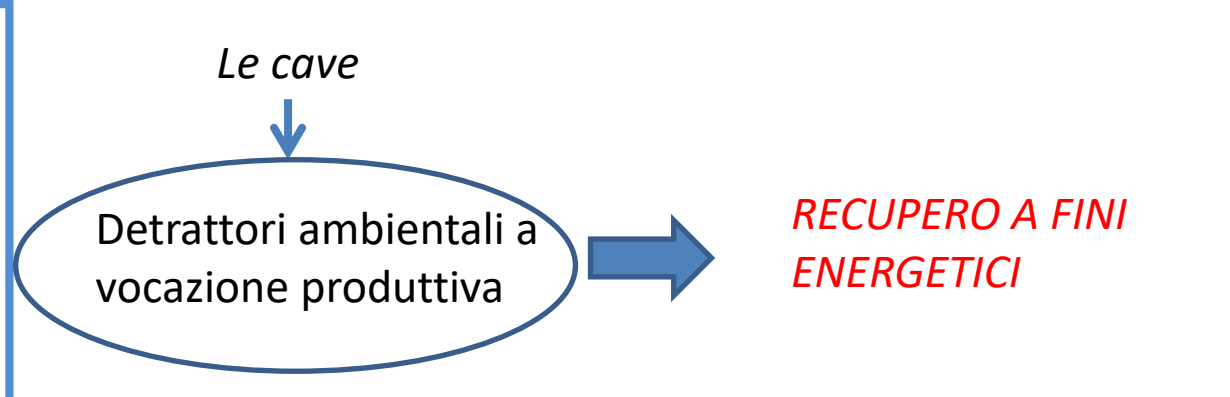 Le cave
Detrattori ambientali a
vocazione produttiva
RECUPERO A FINI
ENERGETICI